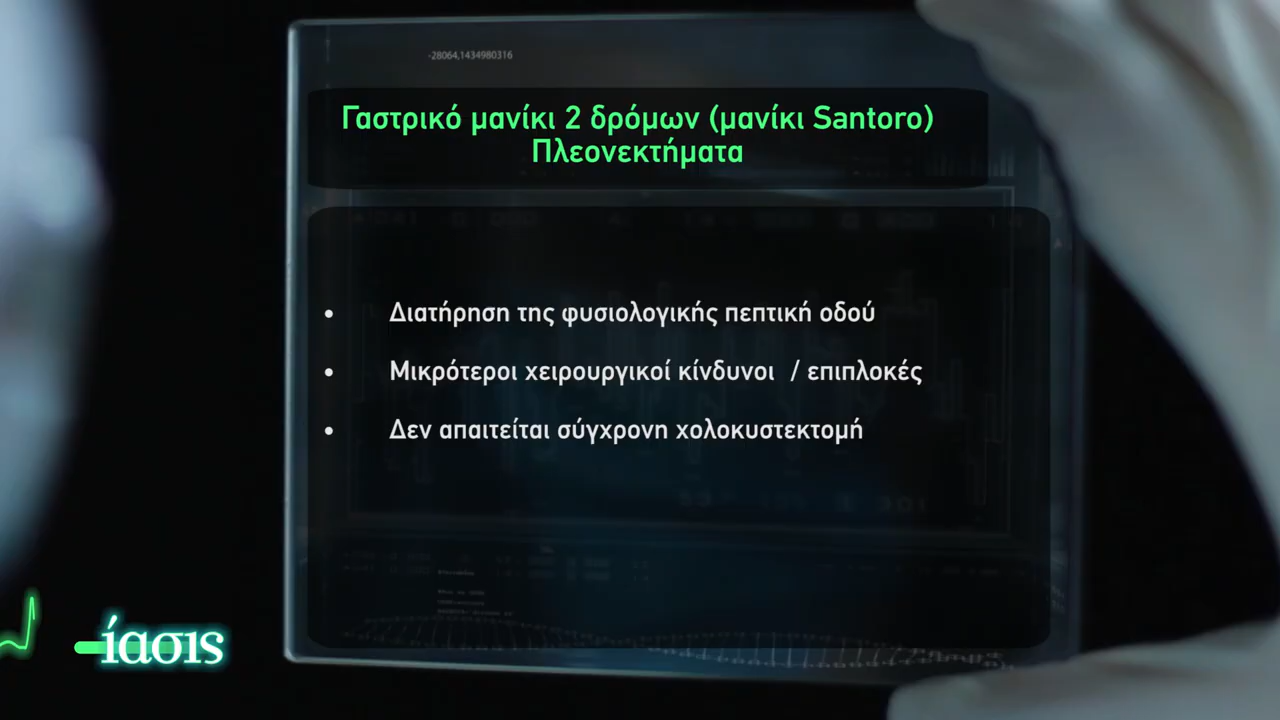 -28064,1434980316
Γαστρικό μανίκι 2 δρόμων (μανίκι Santoro)
Πλεονεκτήματα
• Διατήρηση της φυσιολογικής πεπτική οδού
• Μικρότεροι χειρουργικοί κίνδυνοι / επιπλοκές
• Δεν απαιτείται σύγχρονη χολοκυστεκτομή
ίασις